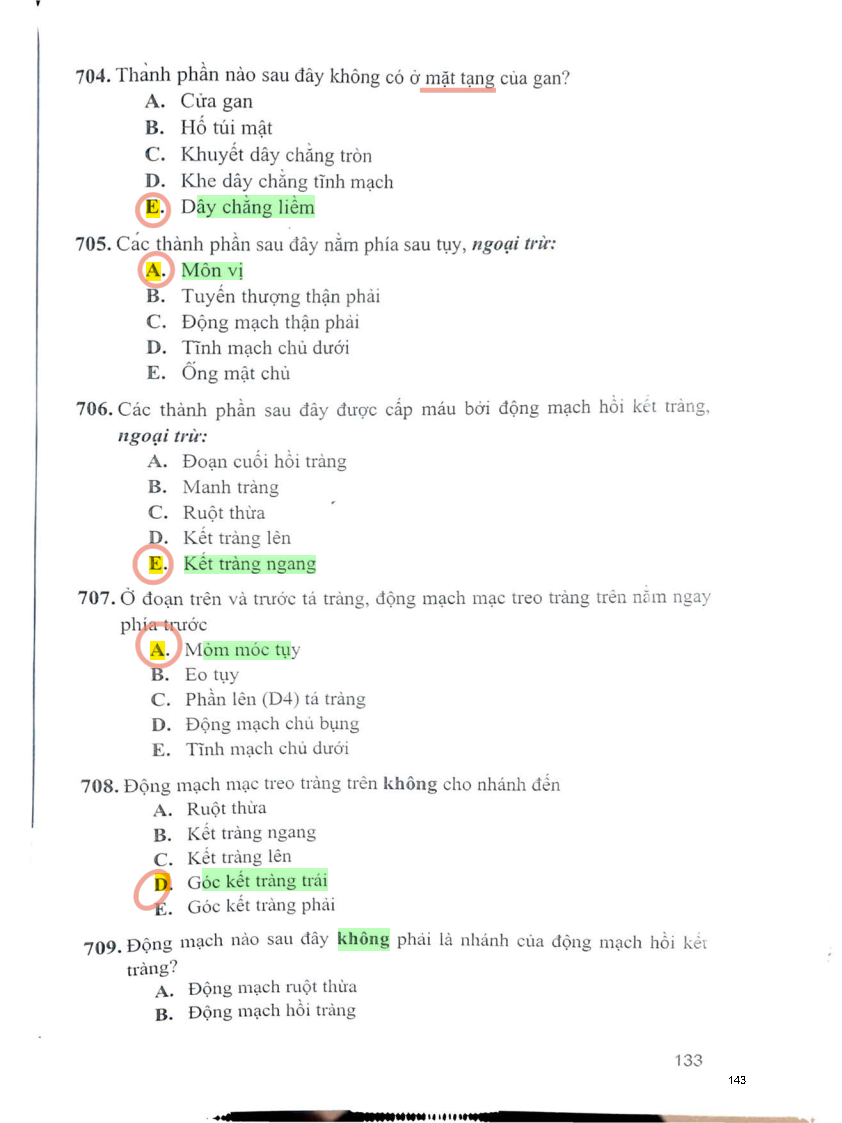 704. Thành phần nào sau đây không có ở mặt tạng của gan?
A. Cửa gan
B. Hố túi mật
C. Khuyết dây chằng tròn
D. Khe dây chằng tĩnh mạch
E. Dây chằng liềm
705. Các thành phần sau đây nằm phía sau tụy, ngoại trừ:
A. Môn vị
B. Tuyến thượng thận phải
C. Động mạch thận phải
D. Tĩnh mạch chủ dưới
E. Ống mật chủ
706. Các thành phần sau đây được cấp máu bởi động mạch hồi kết tràng,
ngoại trừ:
A. Đoạn cuối hồi tràng
B. Manh tràng
C. Ruột thừa
D. Kết tràng lên
E. Kết tràng ngang
707. Ở đoạn trên và trước tá tràng, động mạch mạc treo tràng trên nằm ngay
phía trước
A. Mỏm móc tụy
B. Eo tụy
C. Phần lên (D4) tá tràng
D. Động mạch chủ bụng
E. Tĩnh mạch chủ dưới
708. Động mạch mạc treo tràng trên không cho nhánh đến
A. Ruột thừa
B. Kết tràng ngang
C. Kết tràng lên
D. Góc kết tràng trái
E. Góc kết tràng phải
709. Động mạch nào sau đây không phải là nhánh của động mạch hồi kết
tràng?
A. Động mạch ruột thừa
B. Động mạch hồi tràng
133
143